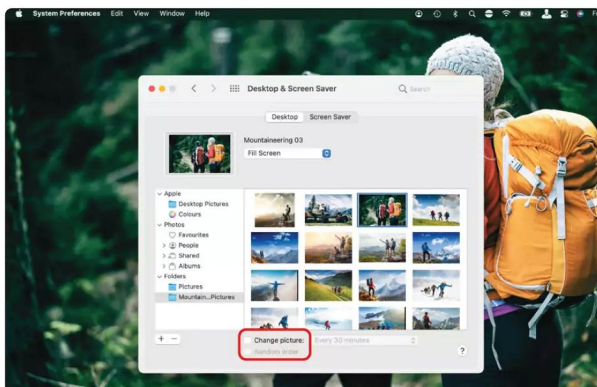 System Preferences Edit View Window Help
Desktop & Screen Saver
Search
Desktop Screen Saver
Mountaineering 03
Fill Screen
Apple
Desktop Pictures
Colours
Photos
Favourites
People
Shared
Albums
Folders
Pictures
Mountain...Pictures
+ −
Change picture: Every 30 minutes
Random order
?